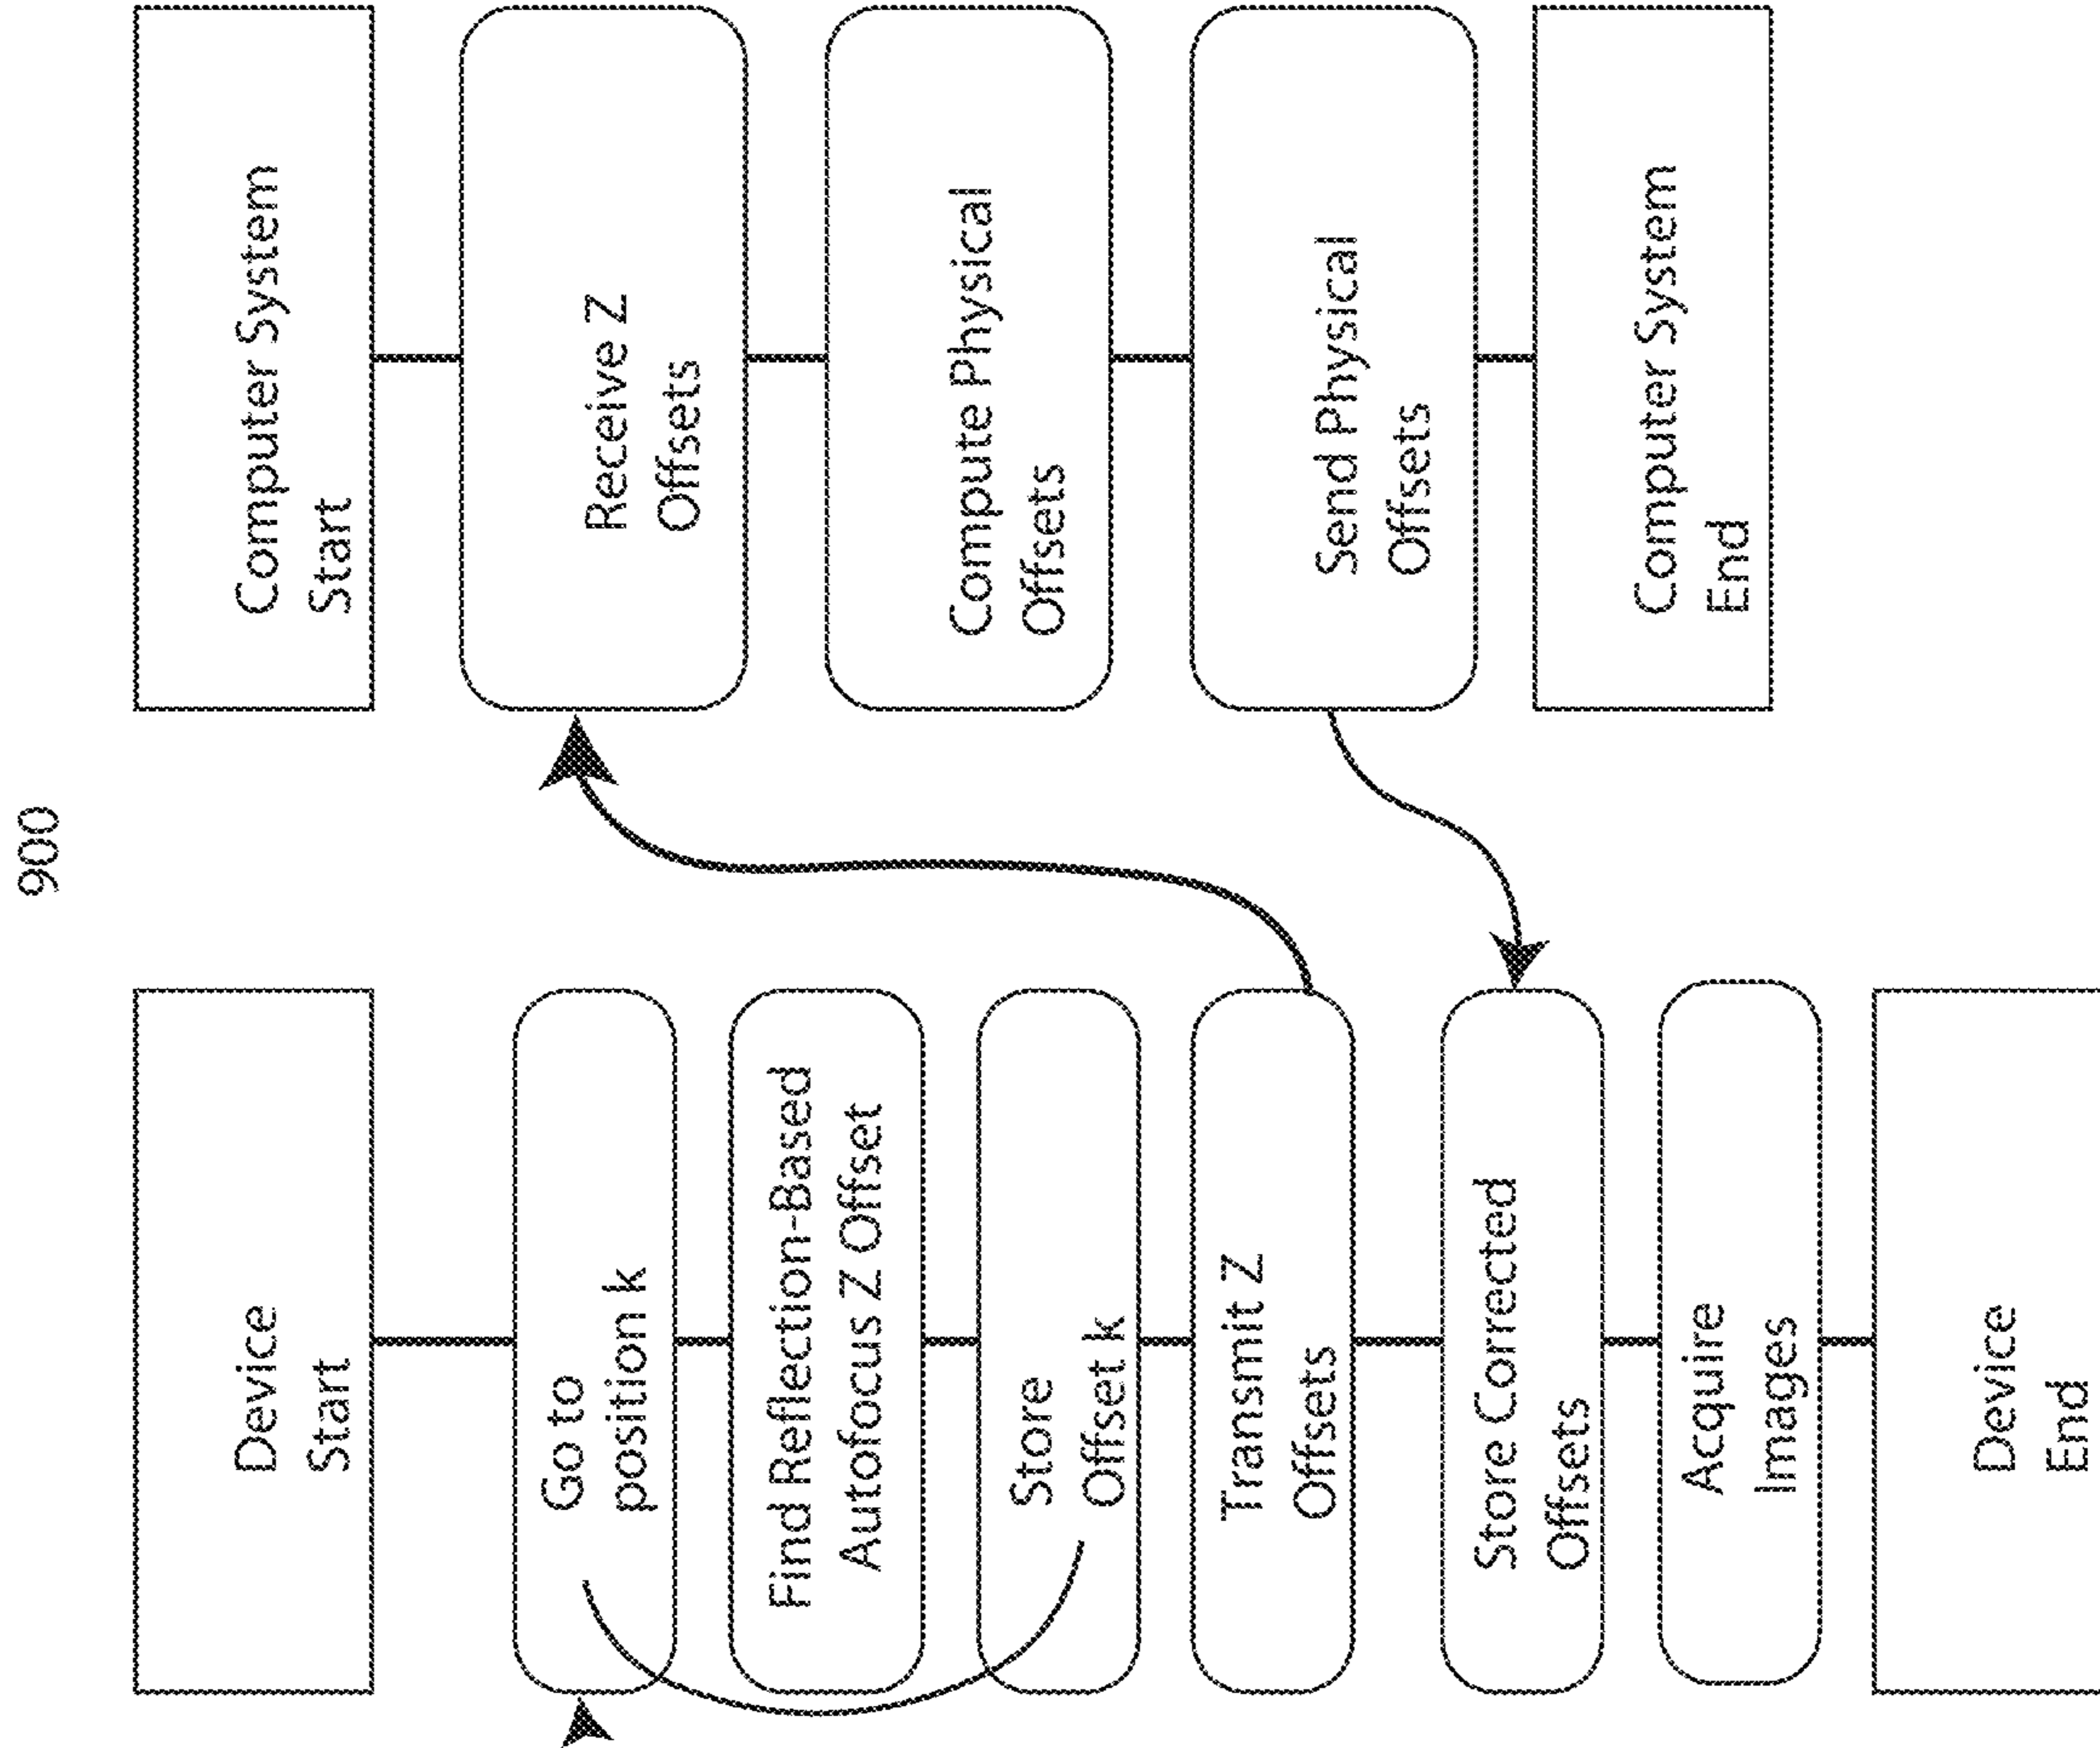 900
Device
Start
Go to
position k
Find Reflection-Based
Autofocus Z Offset
Store
Offset k
Transmit Z
Offsets
Store Corrected
Offsets
Acquire
Images
Device
End
Computer System
Start
Receive Z
Offsets
Compute Physical
Offsets
Send Physical
Offsets
Computer System
End